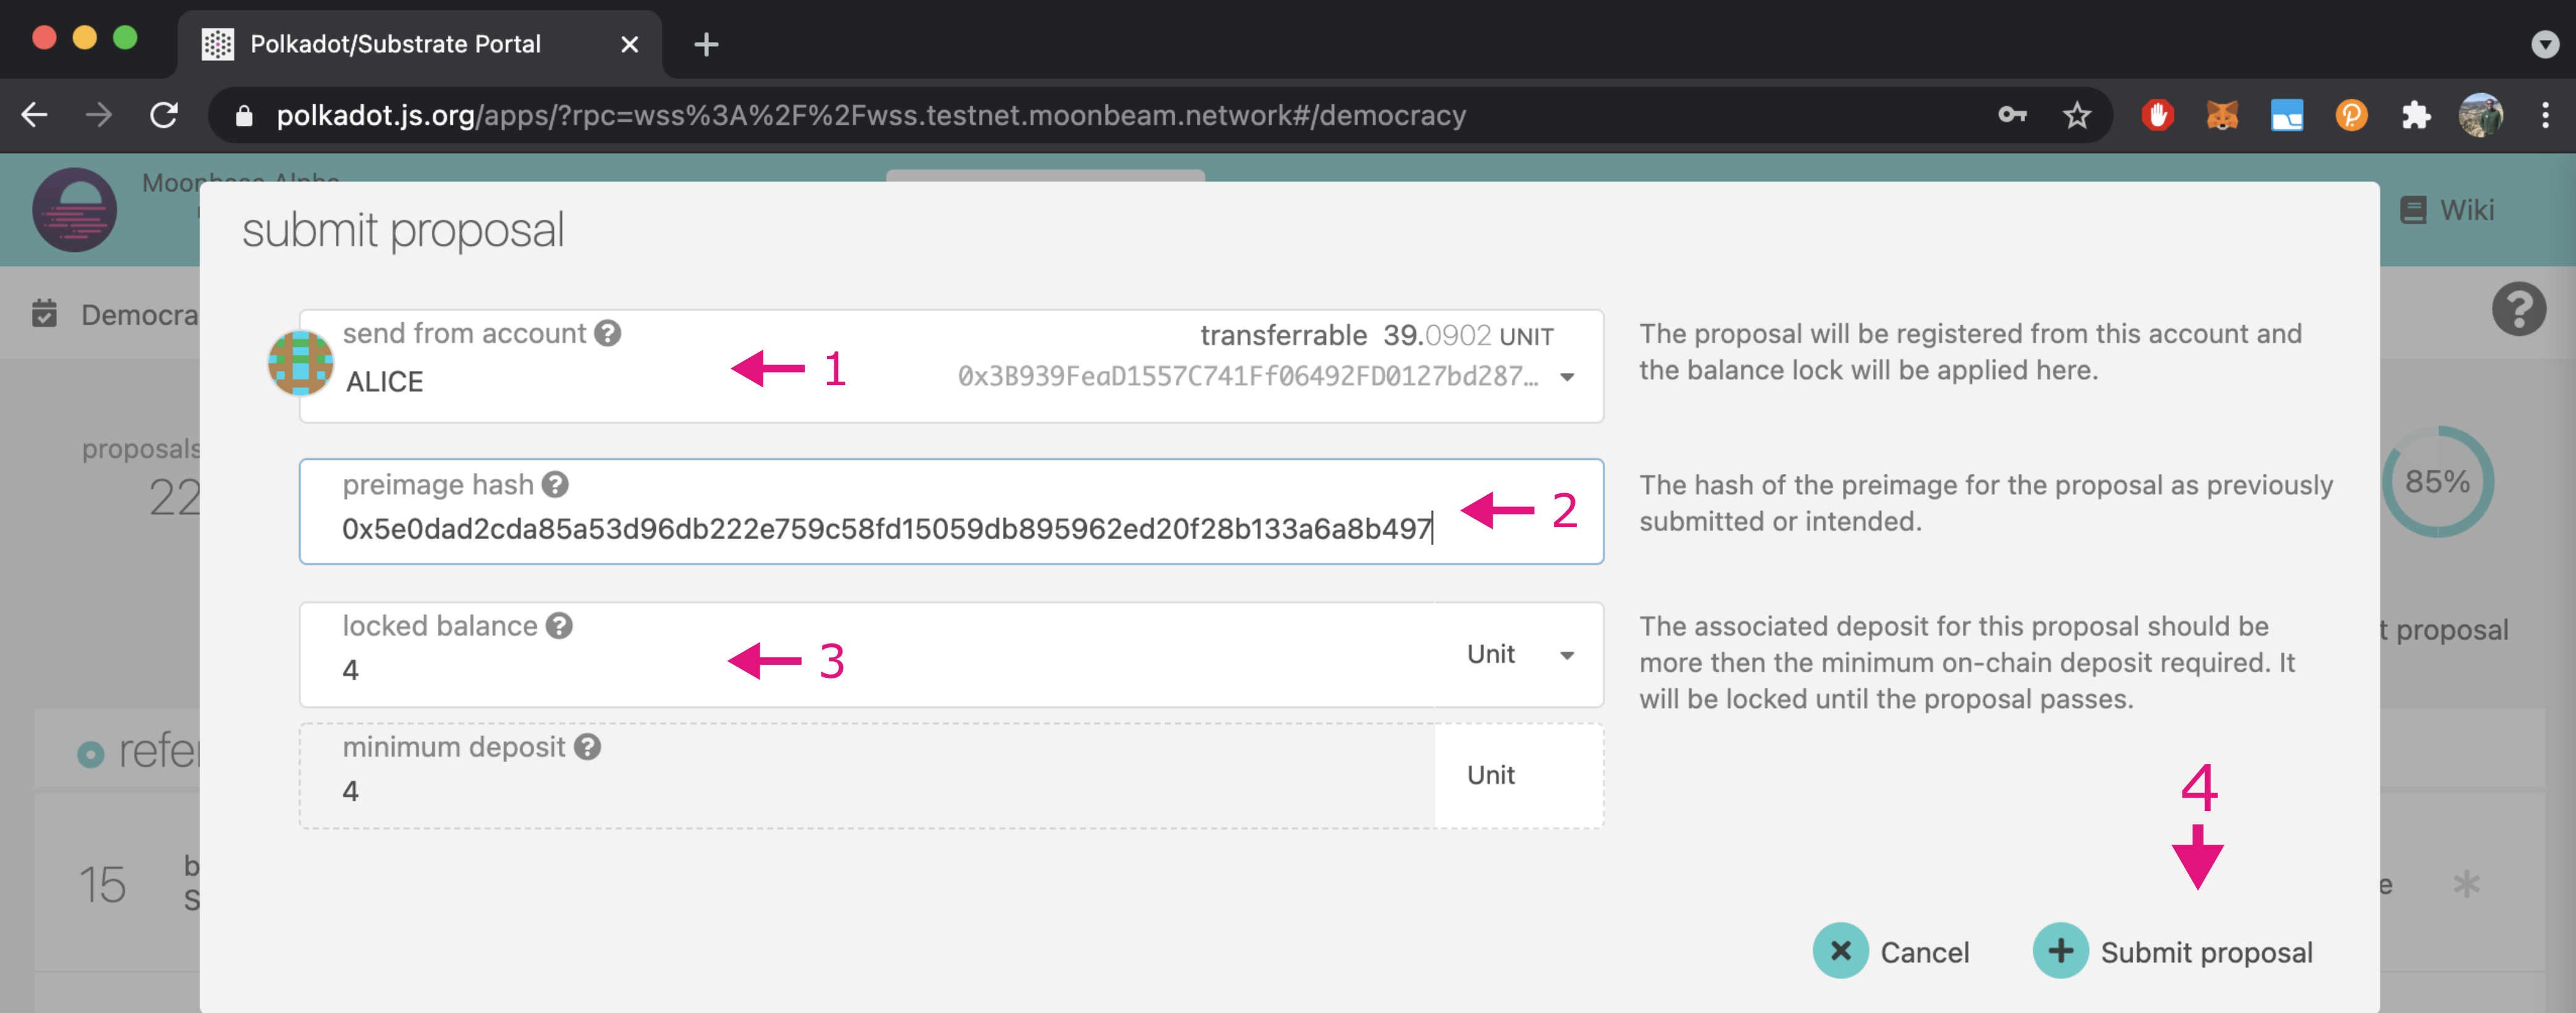 Polkadot/Substrate Portal
polkadot.js.org/apps/?rpc=wss%3A%2F%2Fwss.testnet.moonbeam.network#/democracy
Moonbase Alpha
Wiki
submit proposal
Democra
send from account
transferrable 39.0902 UNIT
ALICE
0x3B939FeaD1557C741Ff06492FD0127bd287...
1
The proposal will be registered from this account and
the balance lock will be applied here.
proposals
22
preimage hash
0x5e0dad2cda85a53d96db222e759c58fd15059db895962ed20f28b133a6a8b497
2
The hash of the preimage for the proposal as previously
submitted or intended.
85%
locked balance
4
Unit
3
The associated deposit for this proposal should be
more then the minimum on-chain deposit required. It
will be locked until the proposal passes.
t proposal
minimum deposit
4
Unit
refe
4
15
b
S
e
Cancel
Submit proposal